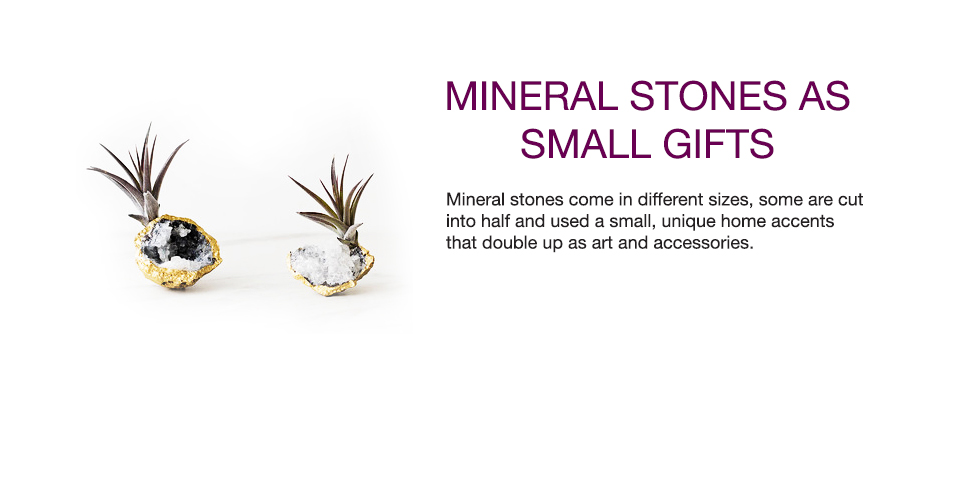 MINERAL STONES AS
SMALL GIFTS
Mineral stones come in different sizes, some are cut
into half and used a small, unique home accents
that double up as art and accessories.